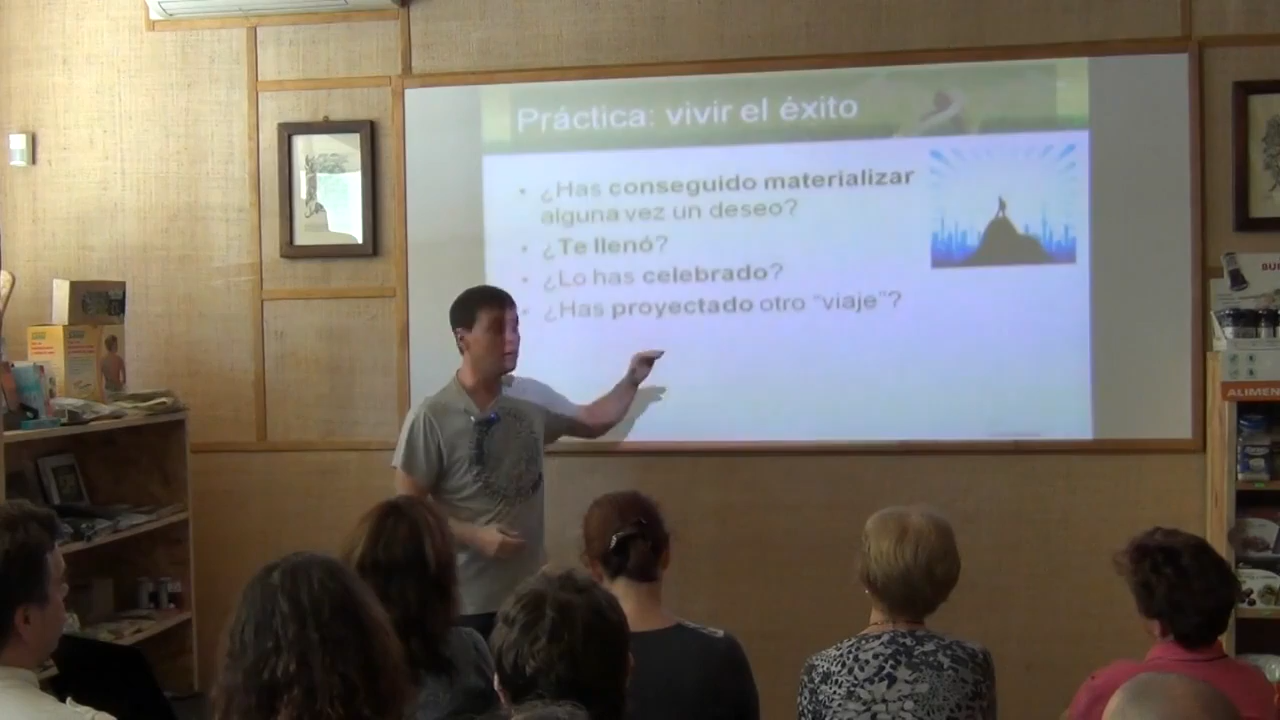 Práctica: vivir el éxito
• ¿Has conseguido materializar
alguna vez un deseo?
• ¿Te llenó?
• ¿Lo has celebrado?
• ¿Has proyectado otro “viaje”?
ALIMEN